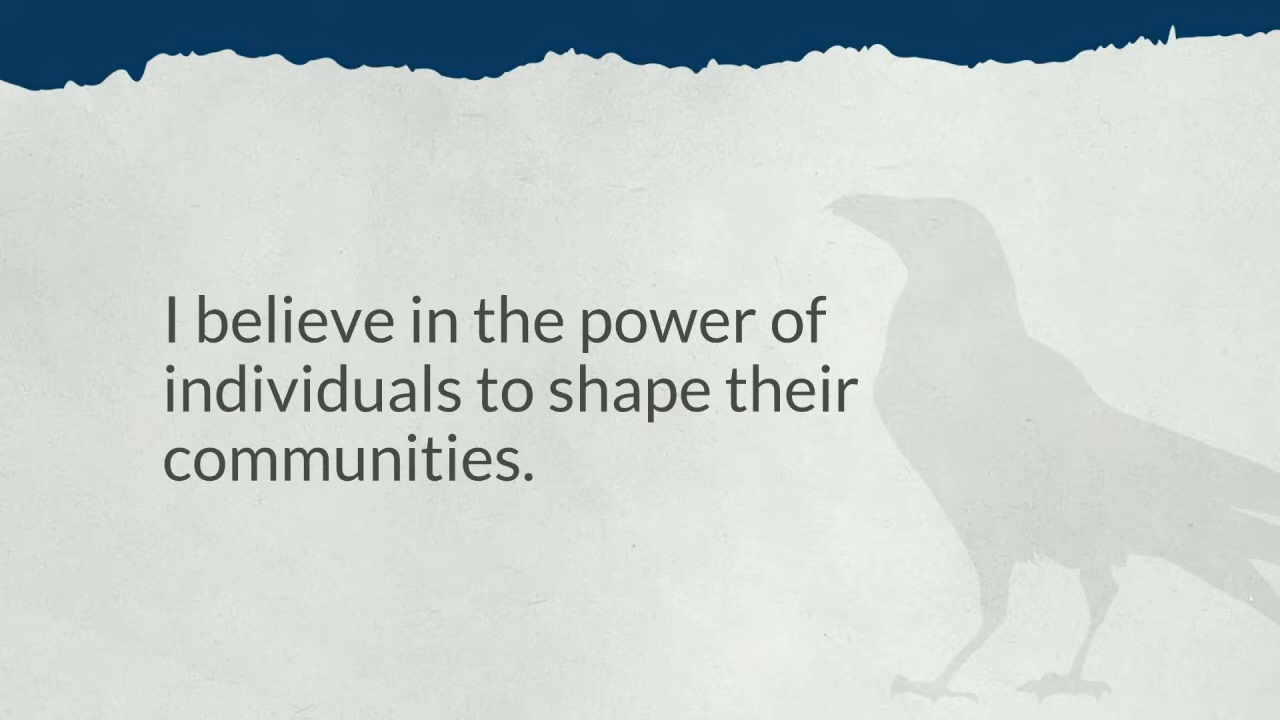 I believe in the power of
individuals to shape their
communities.